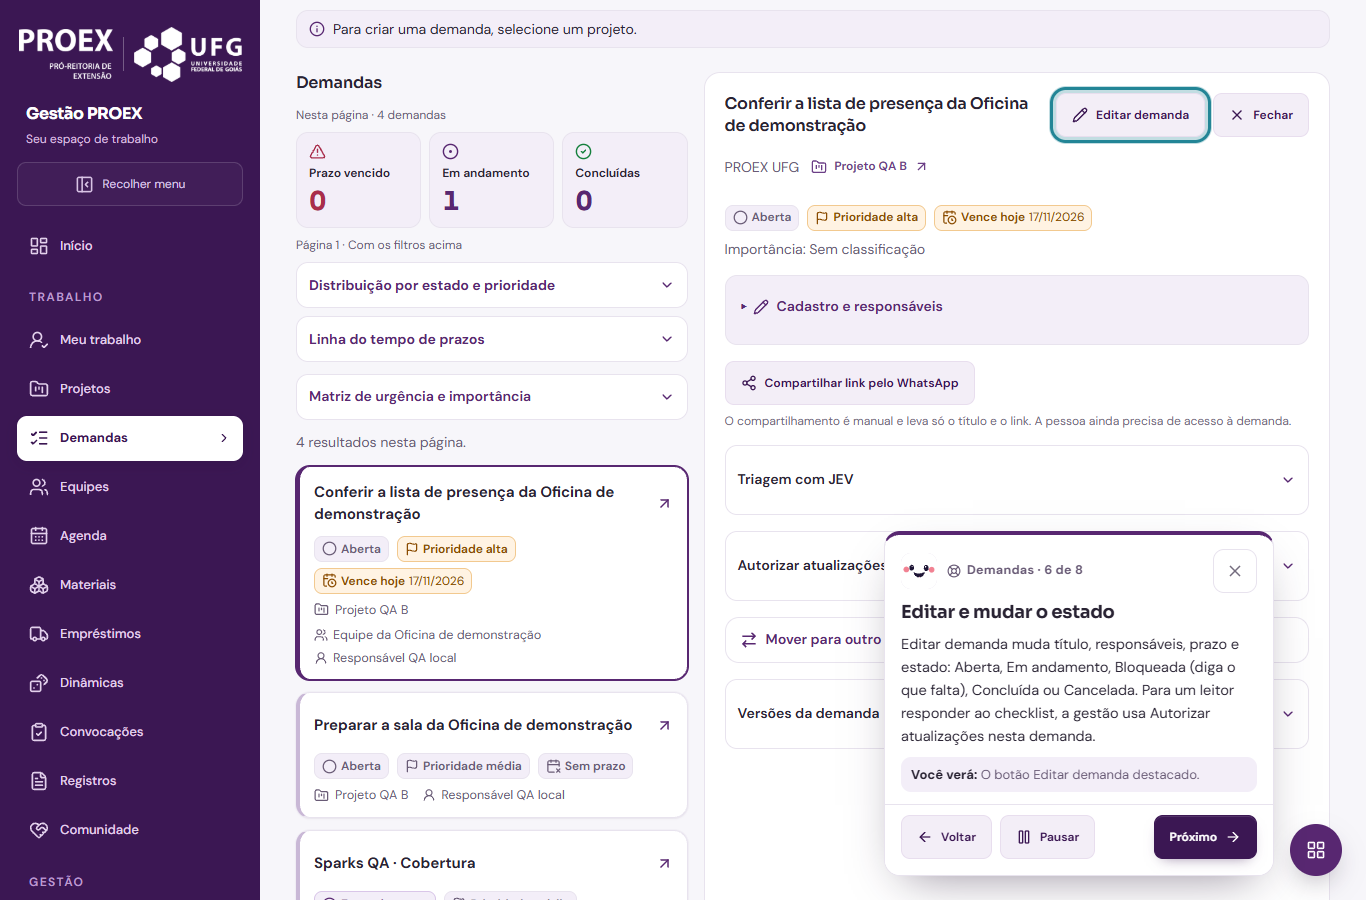 PROEX
PRÓ-REITORIA DE
EXTENSÃO
UFG
UNIVERSIDADE
FEDERAL DE GOIÁS
Gestão PROEX
Seu espaço de trabalho
Recolher menu
Início
TRABALHO
Meu trabalho
Projetos
Demandas
Equipes
Agenda
Materiais
Empréstimos
Dinâmicas
Convocações
Registros
Comunidade
GESTÃO
Para criar uma demanda, selecione um projeto.
Demandas
Nesta página · 4 demandas
Prazo vencido
0
Em andamento
1
Concluídas
0
Página 1 · Com os filtros acima
Distribuição por estado e prioridade
Linha do tempo de prazos
Matriz de urgência e importância
4 resultados nesta página.
Conferir a lista de presença da Oficina de
demonstração
Aberta
Prioridade alta
Vence hoje 17/11/2026
Projeto QA B
Equipe da Oficina de demonstração
Responsável QA local
Preparar a sala da Oficina de demonstração
Aberta
Prioridade média
Sem prazo
Projeto QA B
Responsável QA local
Sparks QA · Cobertura
Conferir a lista de presença da Oficina
de demonstração
Editar demanda
Fechar
PROEX UFG
Projeto QA B
Aberta
Prioridade alta
Vence hoje 17/11/2026
Importância: Sem classificação
Cadastro e responsáveis
Compartilhar link pelo WhatsApp
O compartilhamento é manual e leva só o título e o link. A pessoa ainda precisa de acesso à demanda.
Triagem com JEV
Autorizar atualizações
Mover para outro
Versões da demanda
Demandas · 6 de 8
Editar e mudar o estado
Editar demanda muda título, responsáveis, prazo e
estado: Aberta, Em andamento, Bloqueada (diga o
que falta), Concluída ou Cancelada. Para um leitor
responder ao checklist, a gestão usa Autorizar
atualizações nesta demanda.
Você verá: O botão Editar demanda destacado.
Voltar
Pausar
Próximo